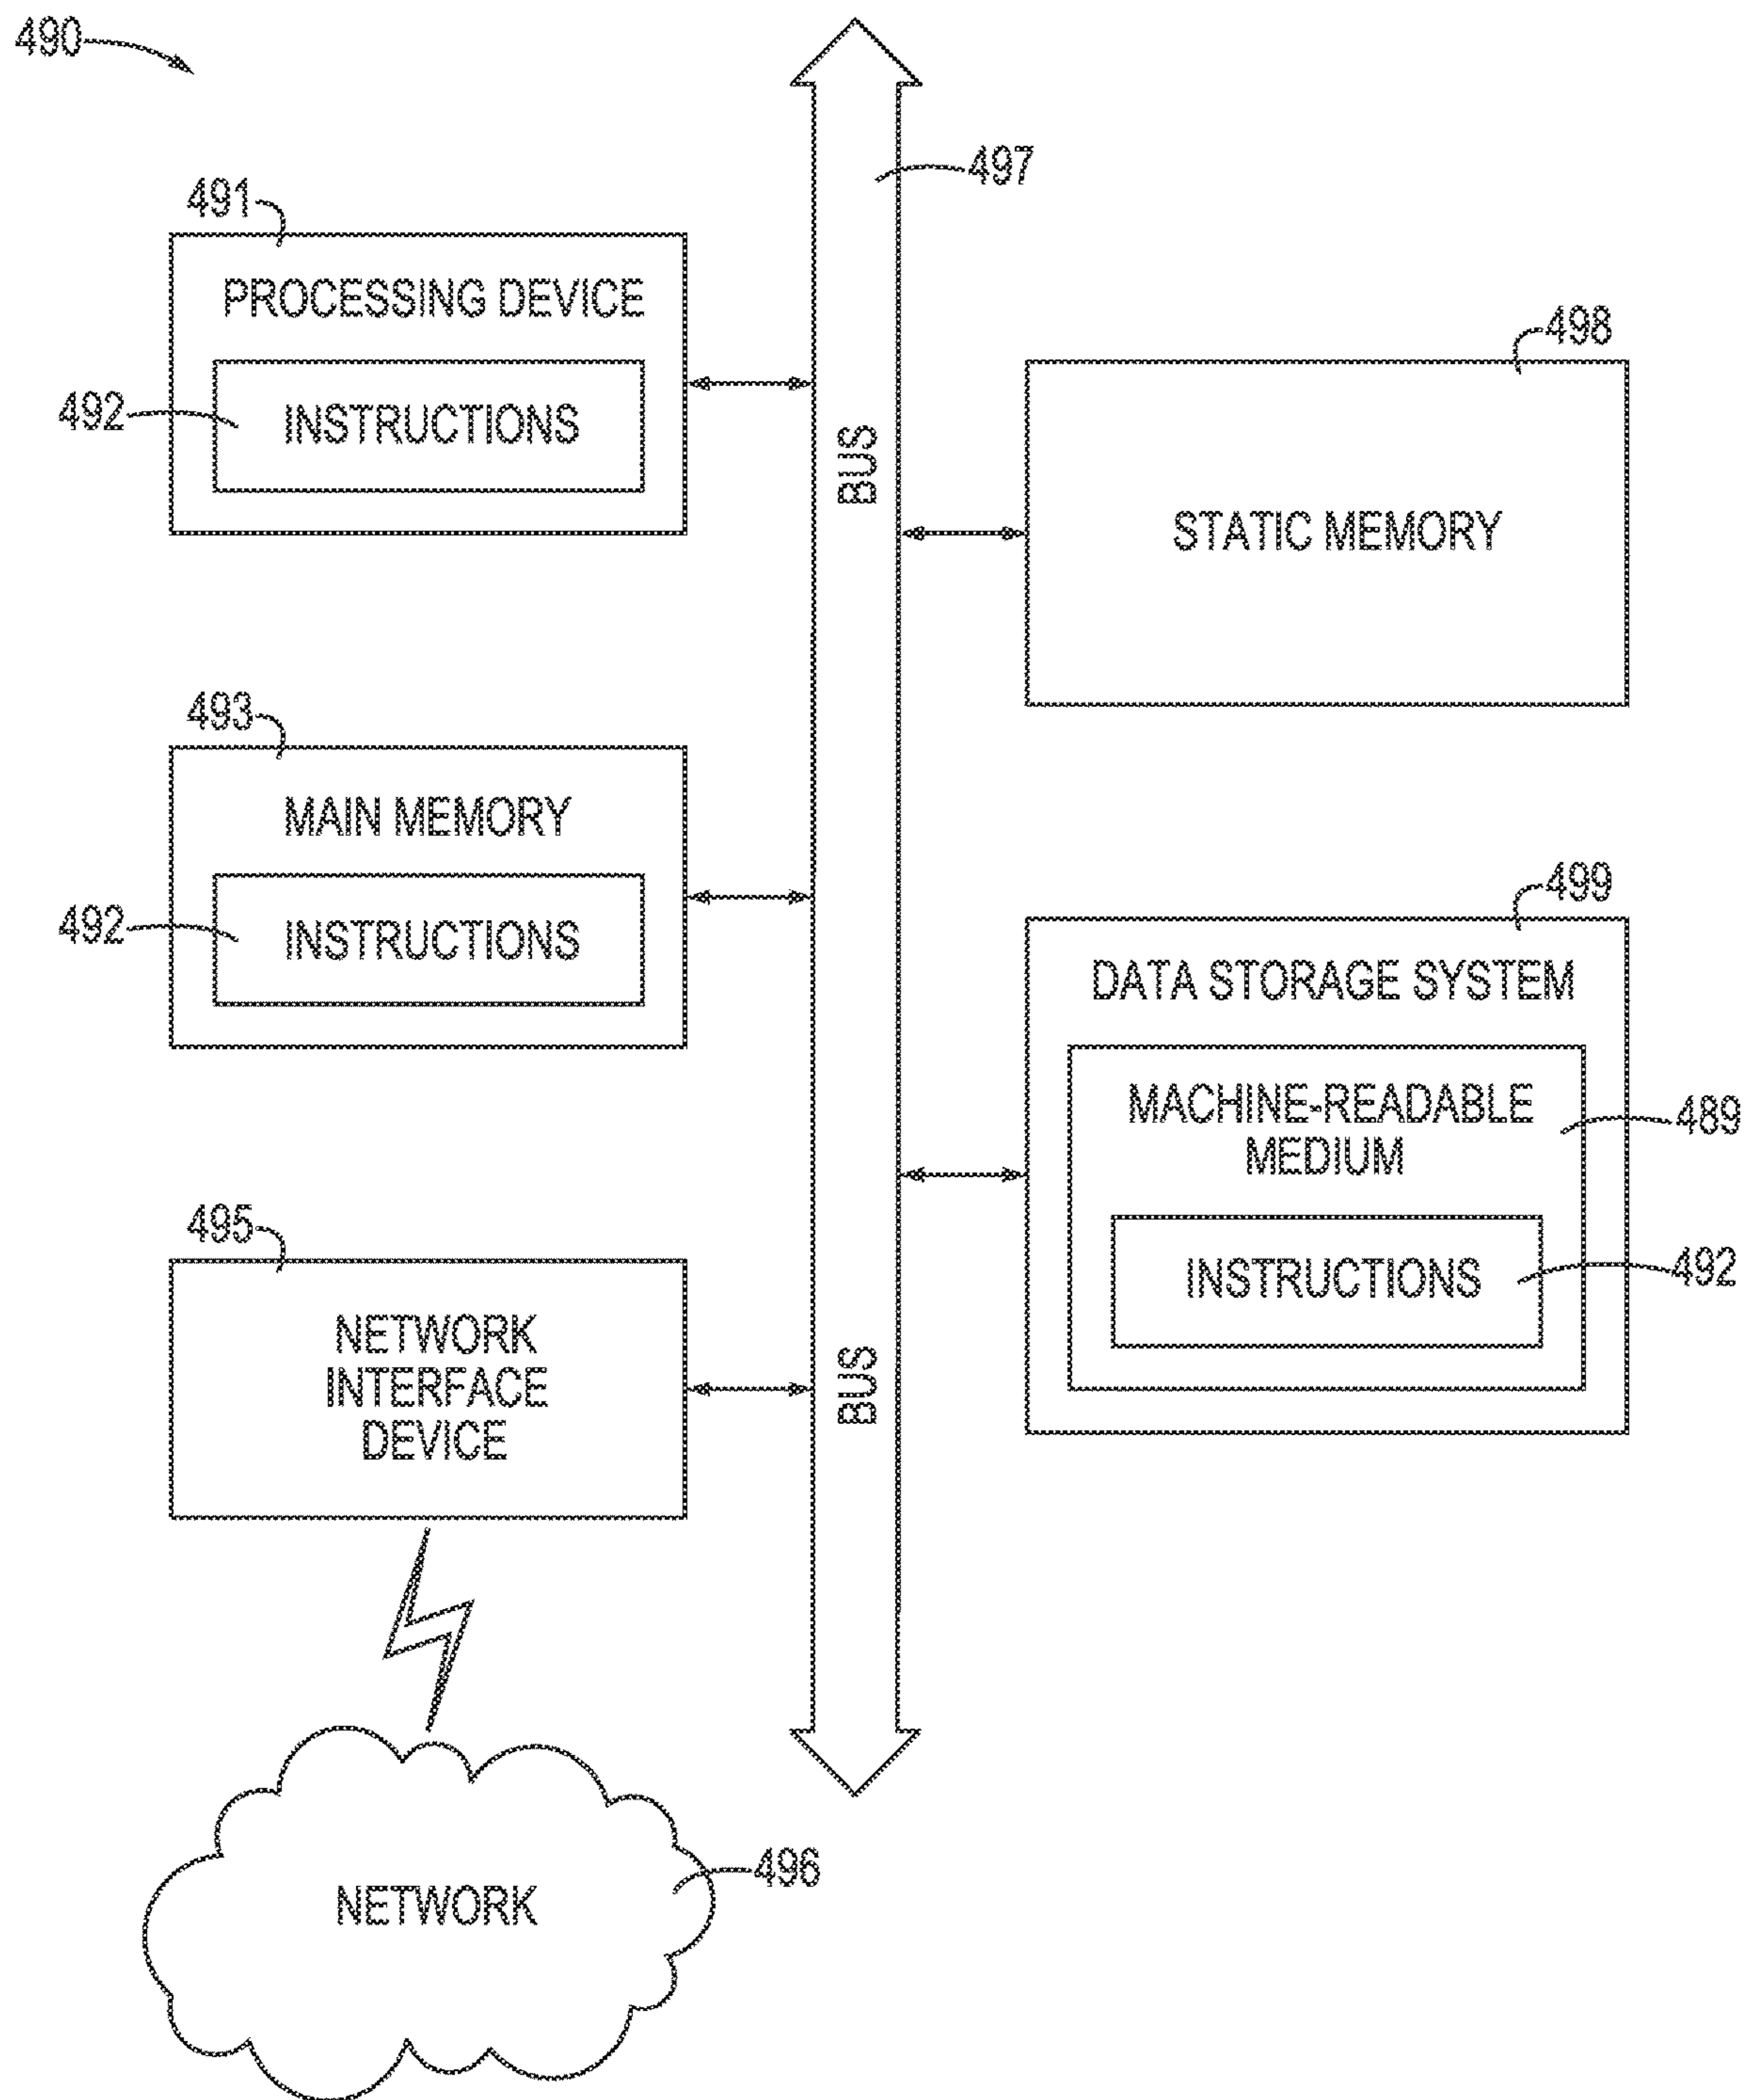 490
497
491
PROCESSING DEVICE
492
INSTRUCTIONS
BUS
498
STATIC MEMORY
493
MAIN MEMORY
492
INSTRUCTIONS
499
DATA STORAGE SYSTEM
MACHINE-READABLE
MEDIUM
489
INSTRUCTIONS
492
495
NETWORK
INTERFACE
DEVICE
BUS
NETWORK
496